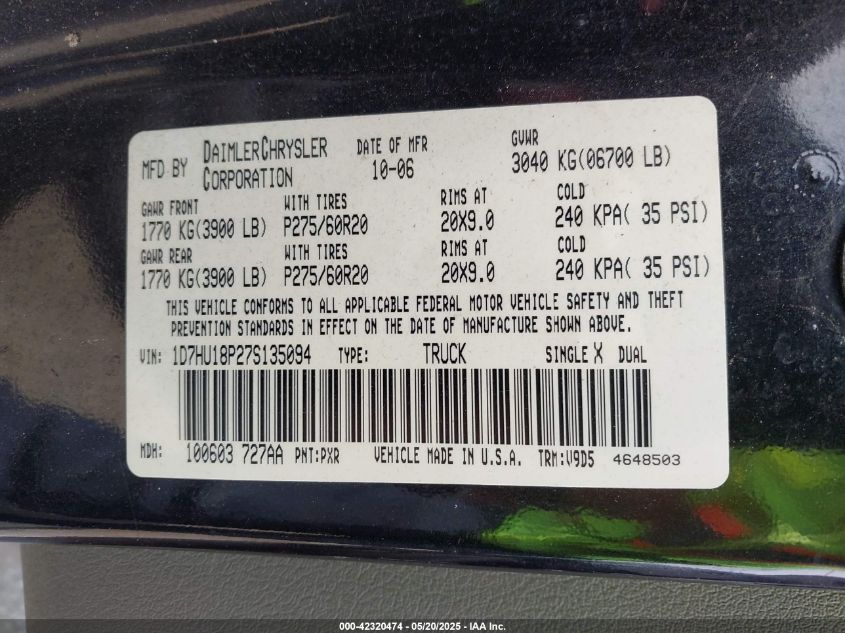 MFD BY DAIMLERCHRYSLER CORPORATION DATE OF MFR 10-06 GVWR 3040 KG(06700 LB)
GAWR FRONT WITH TIRES RIMS AT COLD
1770 KG(3900 LB) P275/60R20 20X9.0 240 KPA( 35 PSI)
GAWR REAR WITH TIRES RIMS AT COLD
1770 KG(3900 LB) P275/60R20 20X9.0 240 KPA( 35 PSI)
THIS VEHICLE CONFORMS TO ALL APPLICABLE FEDERAL MOTOR VEHICLE SAFETY AND THEFT
PREVENTION STANDARDS IN EFFECT ON THE DATE OF MANUFACTURE SHOWN ABOVE.
VIN: 1D7HU18P27S135094 TYPE: TRUCK SINGLE X DUAL
MDH: 100603 727AA PNT:PXR VEHICLE MADE IN U.S.A. TRM:V9D5 4648503
000-42320474 — 05/20/2025 — IAA Inc.